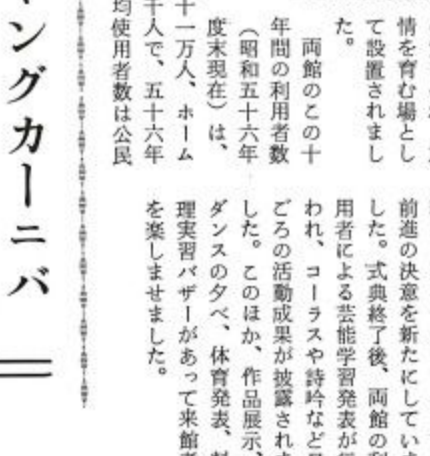 情を育む場とし
て設置されまし
た。
両館のこの十
年間の利用者数
（昭和五十六年
度末現在）は、
十一万人、ホーム
千人で、五十六年
均使用者数は公民
前進の決意を新たにしてい
した。式典終了後、両館の利
用者による芸能学習発表が
われ、コーラスや詩吟など
ごろの活動成果が披露され
した。このほか、作品展示、
ダンスの夕べ、体育発表、
理実習バザーがあって来館
を楽しませました。
ングカーニバ